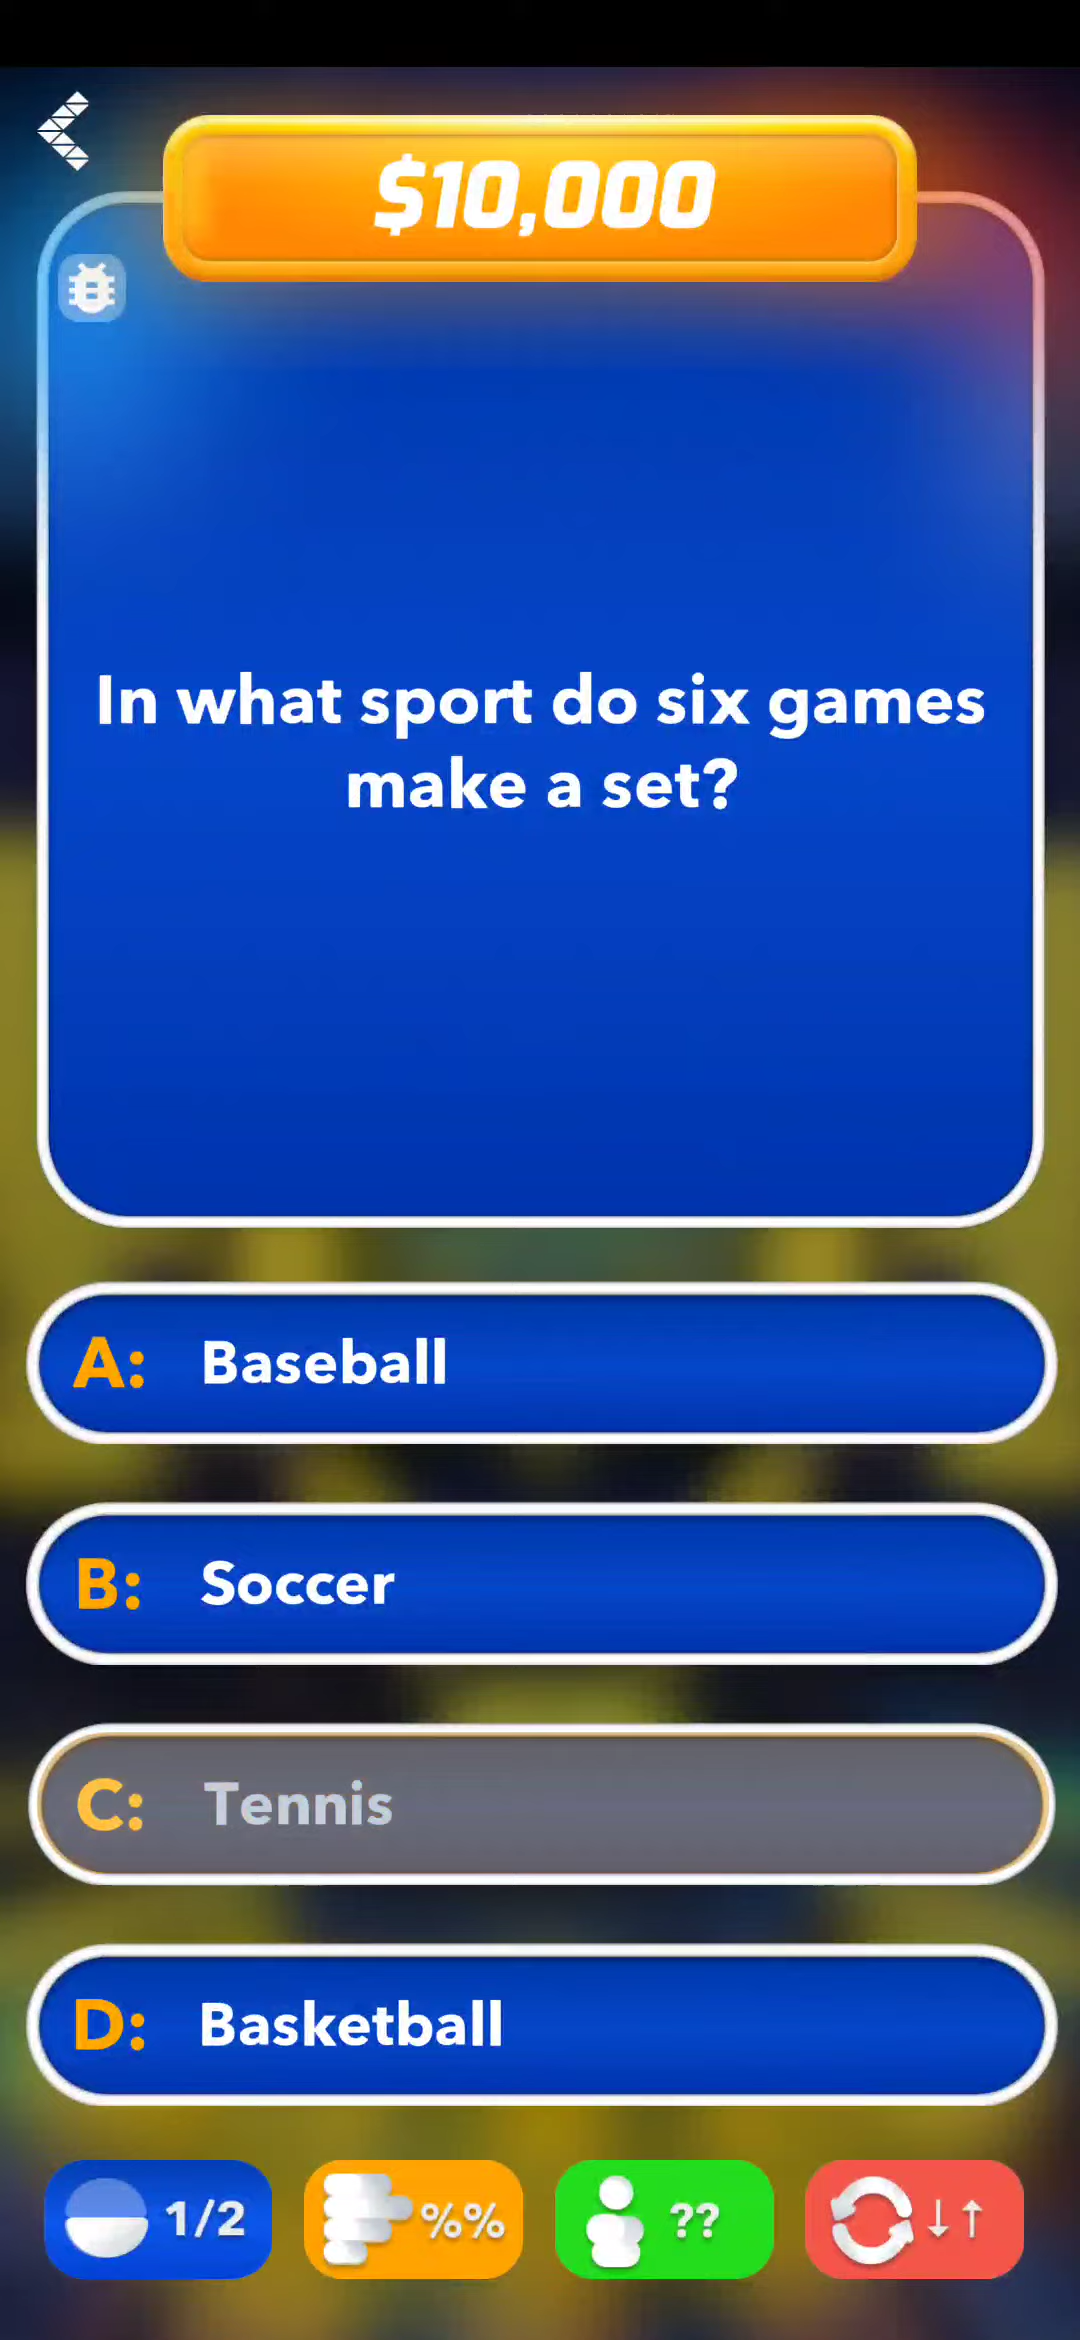 $10,000
In what sport do six games
make a set?
A: Baseball
B: Soccer
C: Tennis
D: Basketball
1/2 %% ?? ↓↑